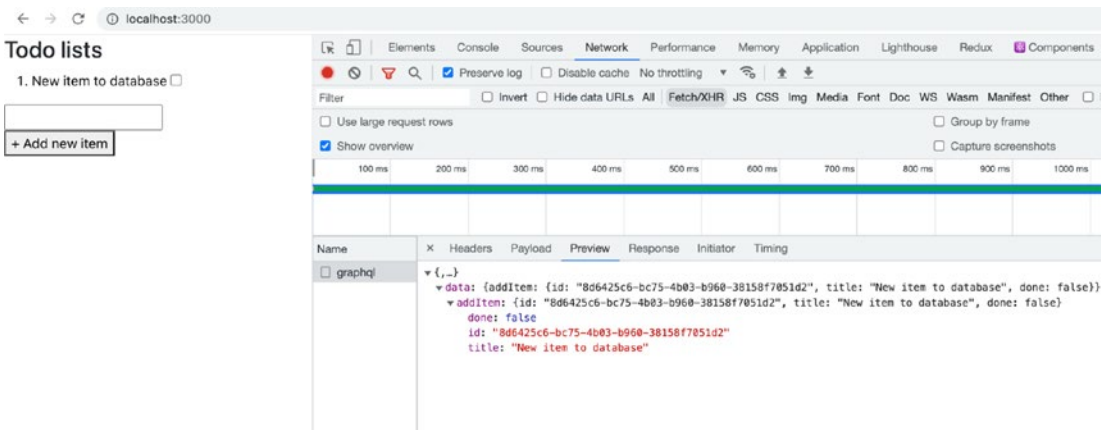 localhost:3000
Todo lists
1. New item to database
+ Add new item
Elements Console Sources Network Performance Memory Application Lighthouse Redux Components
Preserve log Disable cache No throttling
Filter Invert Hide data URLs All Fetch/XHR JS CSS Img Media Font Doc WS Wasm Manifest Other
Use large request rows Group by frame
Show overview Capture screenshots
100 ms 200 ms 300 ms 400 ms 500 ms 600 ms 700 ms 800 ms 900 ms 1000 ms
Name × Headers Payload Preview Response Initiator Timing
graphql ▼{,…}
▼data: {addItem: {id: "8d6425c6-bc75-4b03-b960-38158f7051d2", title: "New item to database", done: false}}
▼addItem: {id: "8d6425c6-bc75-4b03-b960-38158f7051d2", title: "New item to database", done: false}
done: false
id: "8d6425c6-bc75-4b03-b960-38158f7051d2"
title: "New item to database"